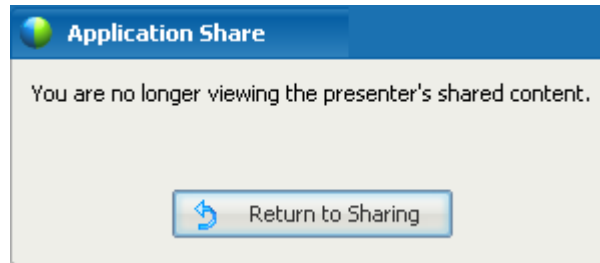 Application Share
You are no longer viewing the presenter's shared content.
Return to Sharing